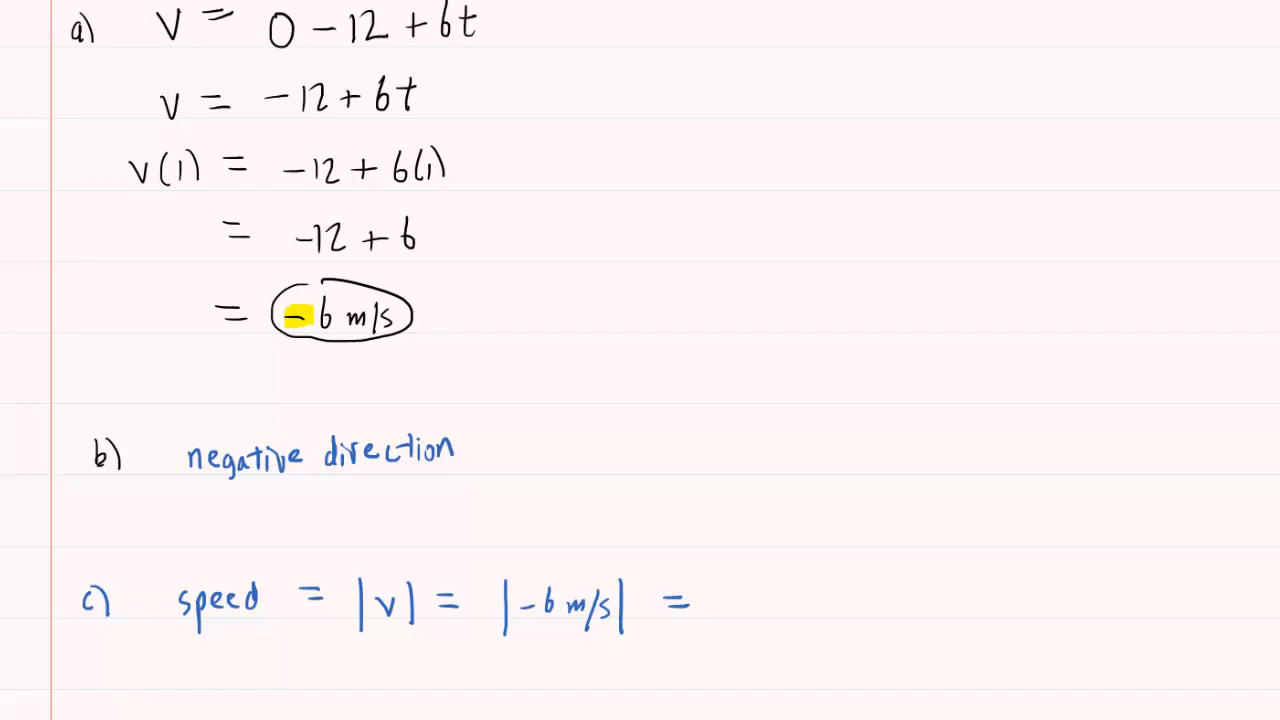 a) v = 0 - 12 + 6t
v = -12 + 6t
v(1) = -12 + 6(1)
= -12 + 6
= -6 m/s
b) negative direction
c) speed = |v| = |-6 m/s| =